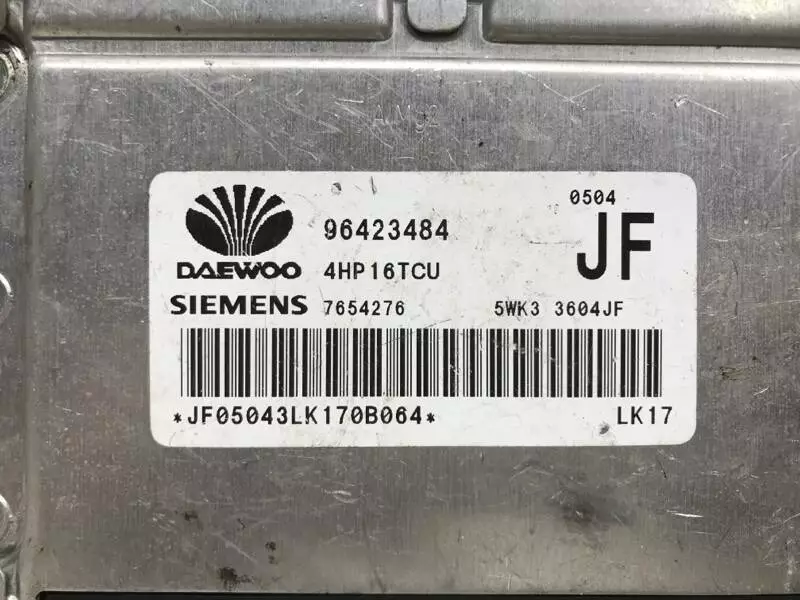 0504
96423484
JF
DAEWOO
4HP16TCU
SIEMENS 7654276 5WK3 3604JF
*JF05043LK170B064* LK17